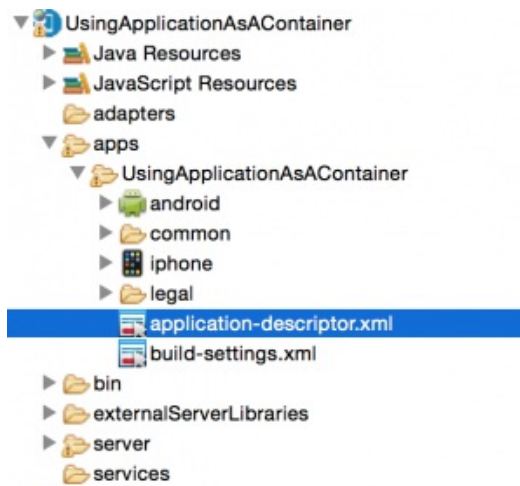 UsingApplicationAsAContainer
Java Resources
JavaScript Resources
adapters
apps
UsingApplicationAsAContainer
android
common
iphone
legal
application-descriptor.xml
build-settings.xml
bin
externalServerLibraries
server
services